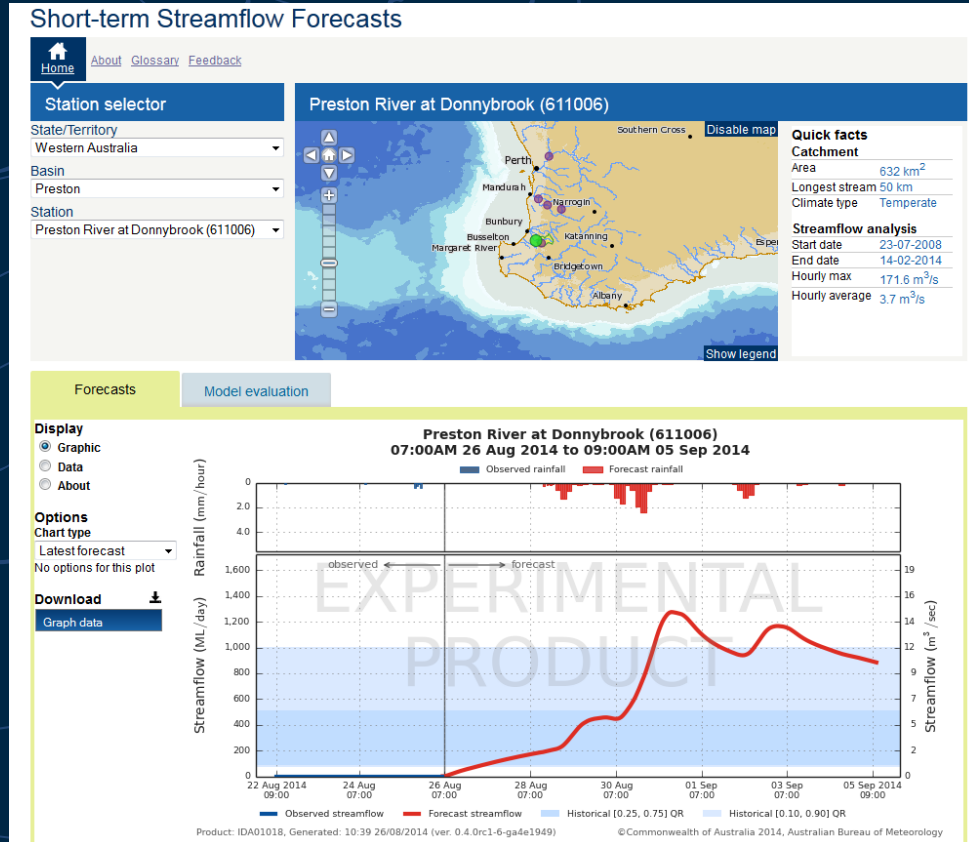 Short-term Streamflow Forecasts
Home About Glossary Feedback
Station selector
State/Territory
Western Australia
Basin
Preston
Station
Preston River at Donnybrook (611006)
Preston River at Donnybrook (611006)
Disable map
Southern Cross
Perth
Mandurah
Narrogin
Bunbury
Busselton
Katanning
Margaret River
Esper
Bridgetown
Albany
Show legend
Quick facts
Catchment
Area 632 km²
Longest stream 50 km
Climate type Temperate
Streamflow analysis
Start date 23-07-2008
End date 14-02-2014
Hourly max 171.6 m³/s
Hourly average 3.7 m³/s
Forecasts
Model evaluation
Display
Graphic
Data
About
Options
Chart type
Latest forecast
No options for this plot
Download
Graph data
Preston River at Donnybrook (611006)
07:00AM 26 Aug 2014 to 09:00AM 05 Sep 2014
Observed rainfall Forecast rainfall
Rainfall (mm/hour)
0
2.0
4.0
observed forecast
EXPERIMENTAL
PRODUCT
Streamflow (ML/day)
1,600
1,400
1,200
1,000
800
600
400
200
0
Streamflow (m³/sec)
19
16
14
12
9
7
5
2
0
22 Aug 2014 24 Aug 26 Aug 28 Aug 30 Aug 01 Sep 03 Sep 05 Sep 2014
09:00 07:00 07:00 07:00 07:00 07:00 07:00 09:00
Observed streamflow Forecast streamflow Historical [0.25, 0.75] QR Historical [0.10, 0.90] QR
Product: IDA01018, Generated: 10:39 26/08/2014 (ver. 0.4.0rc1-6-ga4e1949) ©Commonwealth of Australia 2014, Australian Bureau of Meteorology